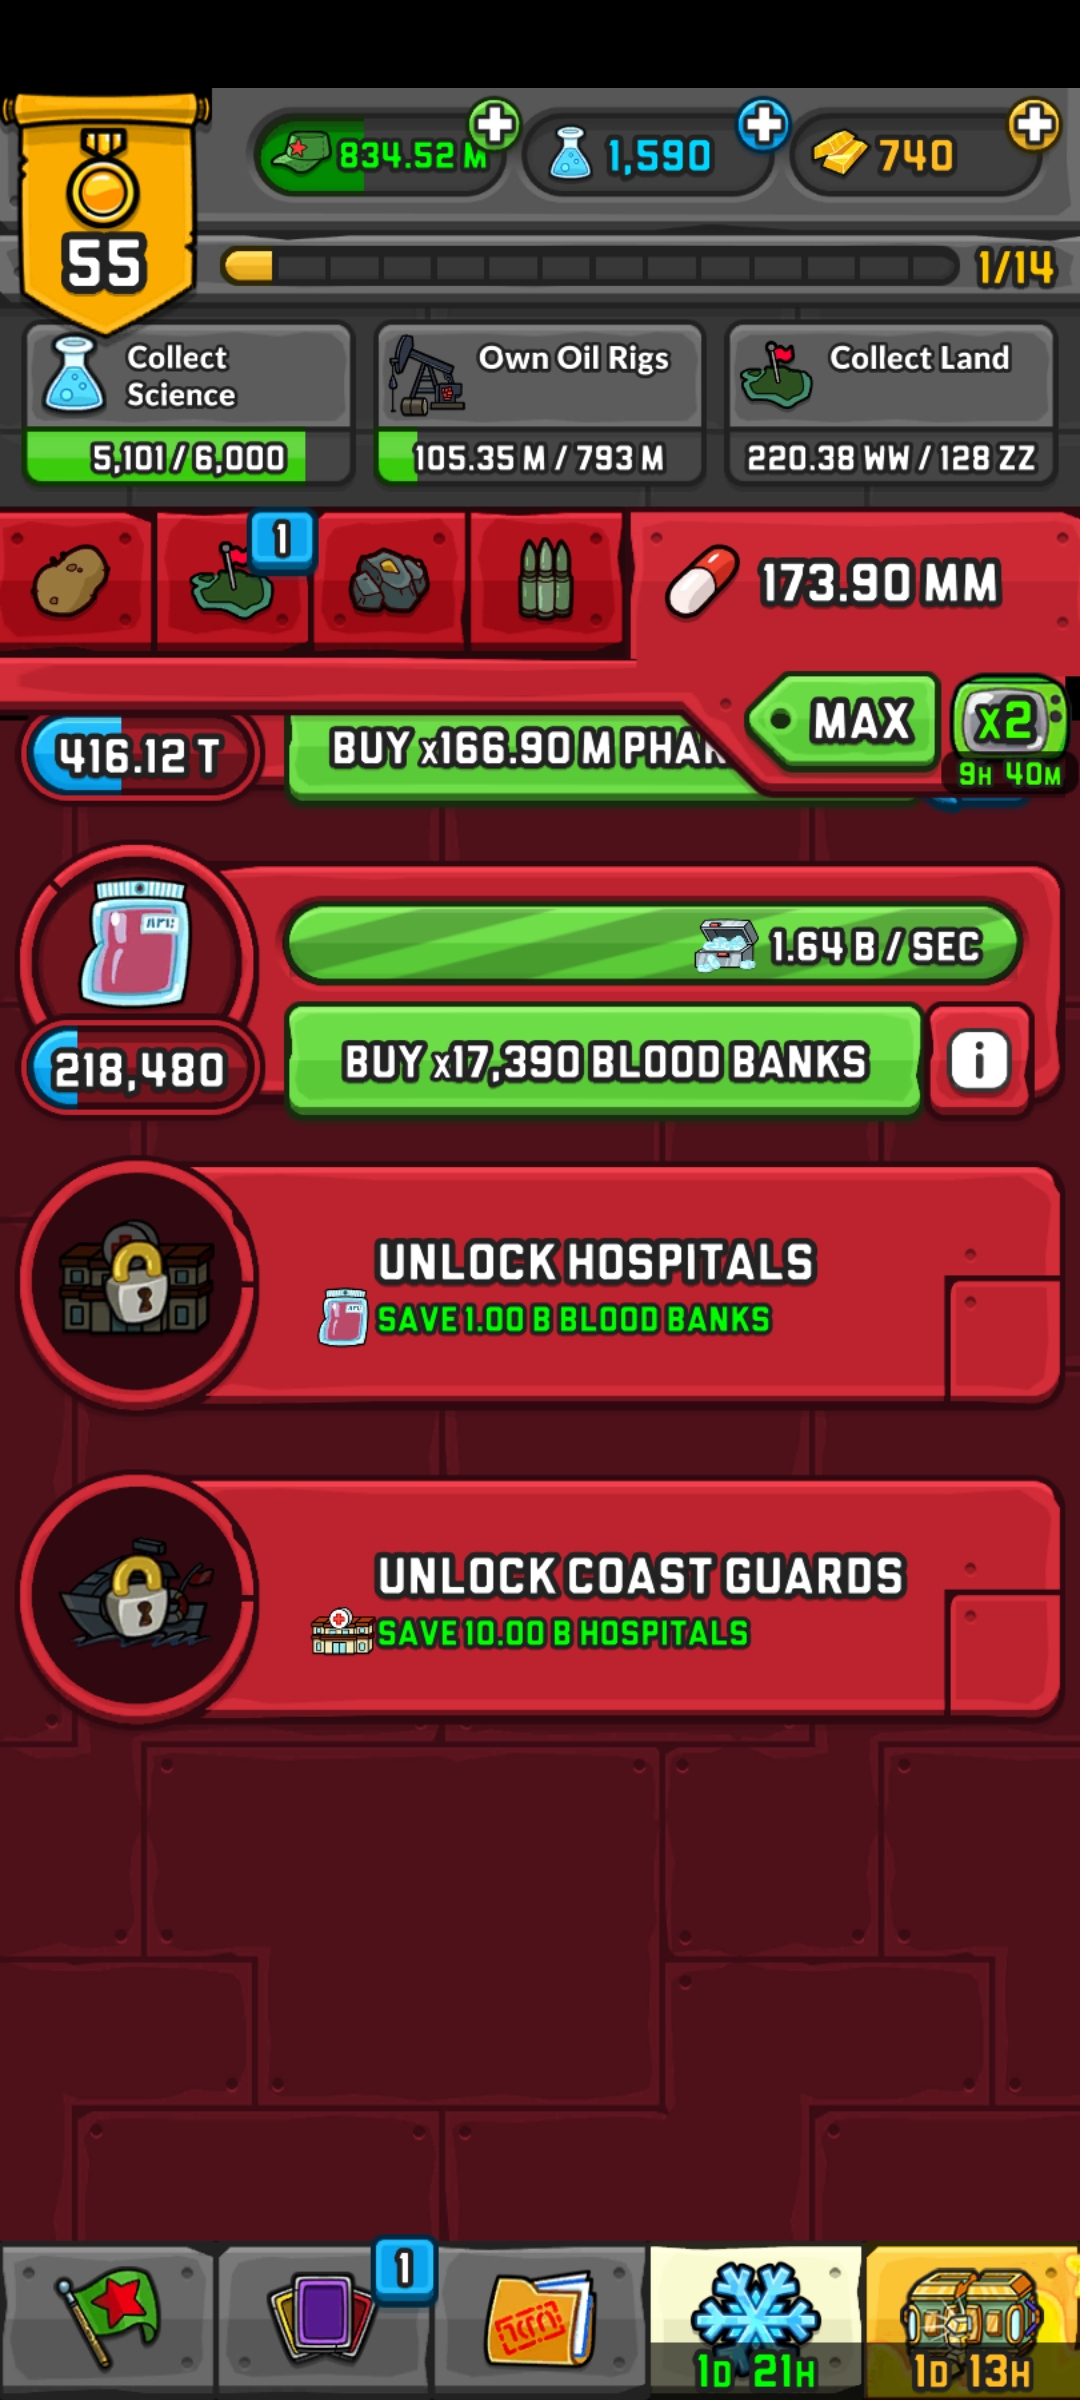 834.52 M
1,590
740
55
1/14
Collect
Science
Own Oil Rigs
Collect Land
5,101 / 6,000
105.35 M / 793 M
220.38 WW / 128 ZZ
1
173.90 MM
MAX
x2
9H 40M
416.12 T
BUY x166.90 M
1.64 B / SEC
218,480
BUY x17,390 BLOOD BANKS
i
UNLOCK HOSPITALS
SAVE 1.00 B BLOOD BANKS
UNLOCK COAST GUARDS
SAVE 10.00 B HOSPITALS
1
1D 21H
1D 13H